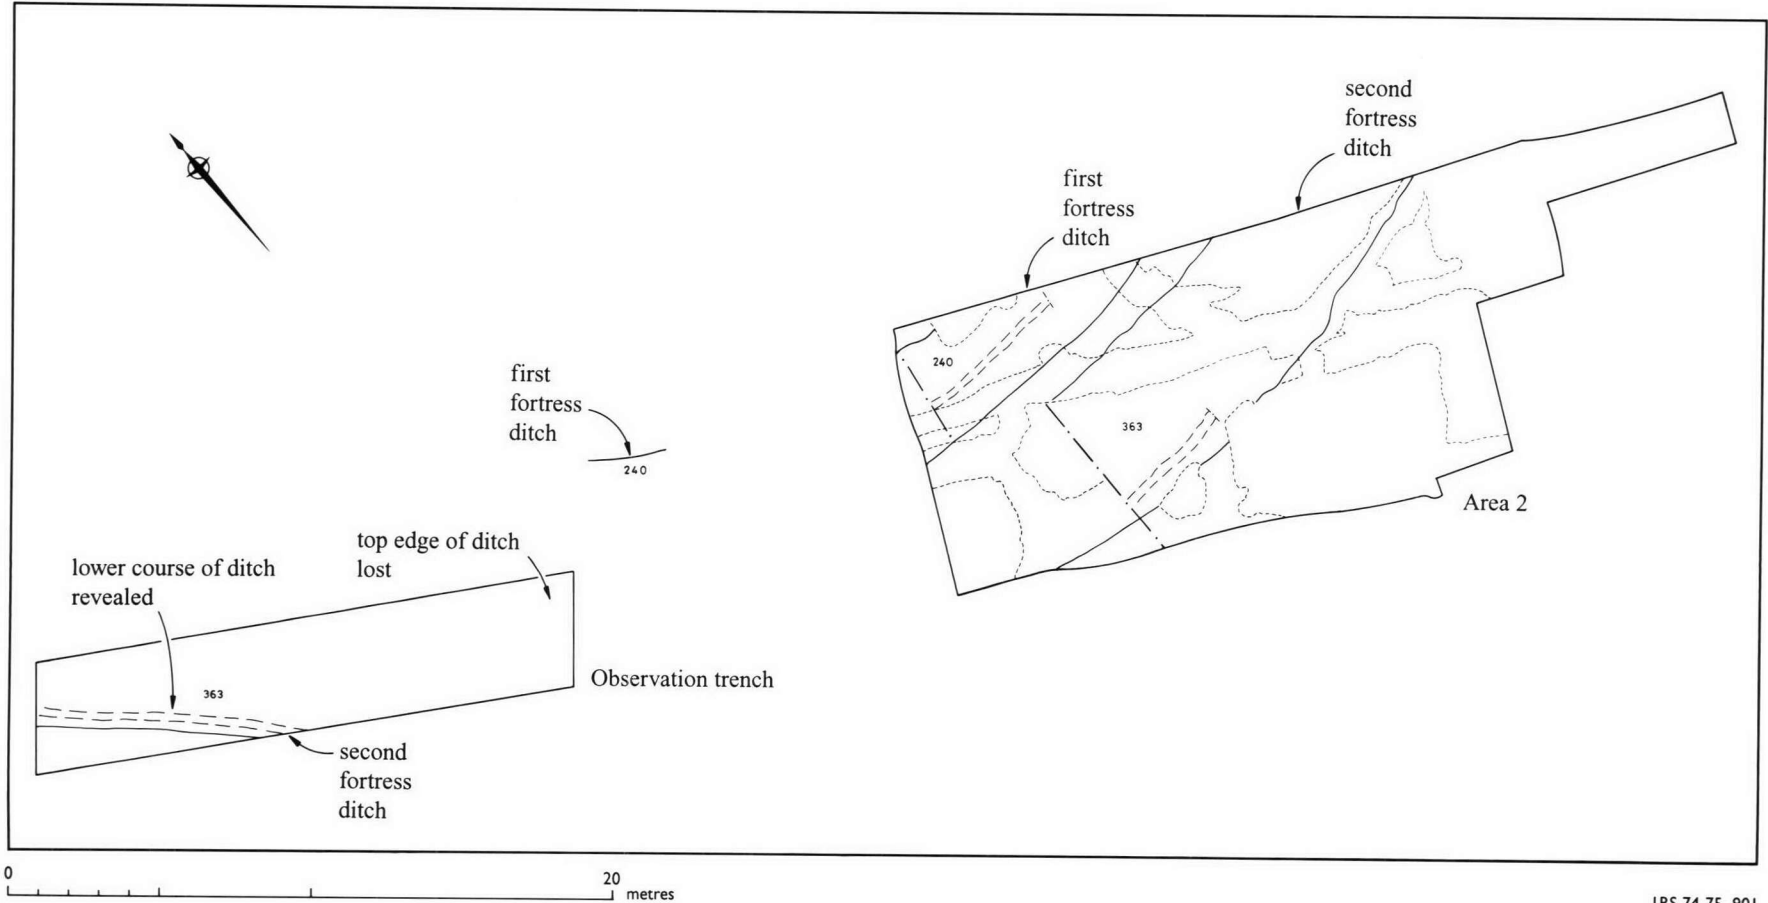 second
fortress
ditch
first
fortress
ditch
240
363
first
fortress
ditch
240
Area 2
top edge of ditch
lost
lower course of ditch
revealed
363
Observation trench
second
fortress
ditch
0
20
metres